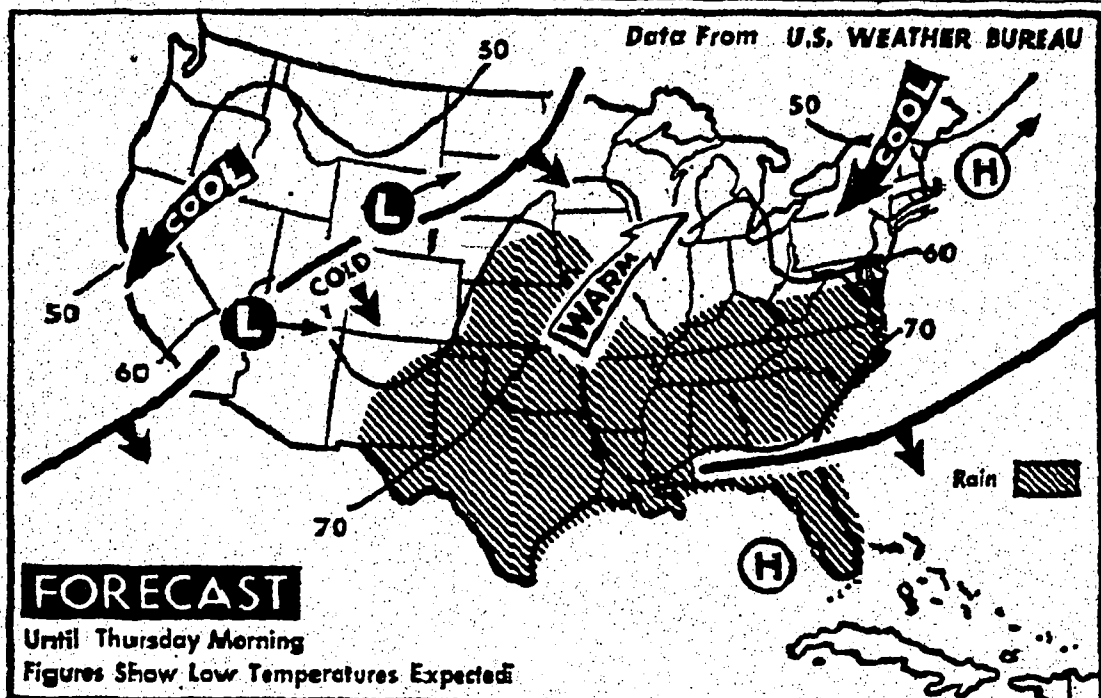 Data From U.S. WEATHER BUREAU
50
50
COOL
H
COOL
L
60
COLD
WARM
50
L
70
60
Rain
70
H
FORECAST
Until Thursday Morning
Figures Show Low Temperatures Expected